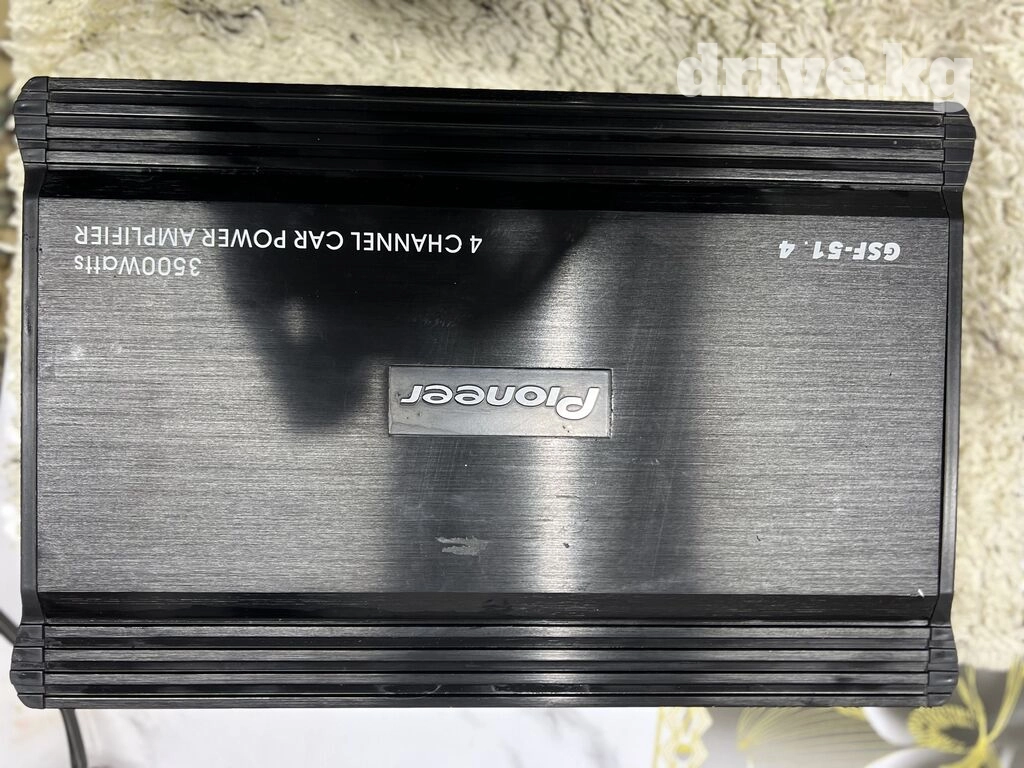 drive.kg
GSF-51.4
4 CHANNEL CAR POWER AMPLIFIER
3500Watts
Pioneer